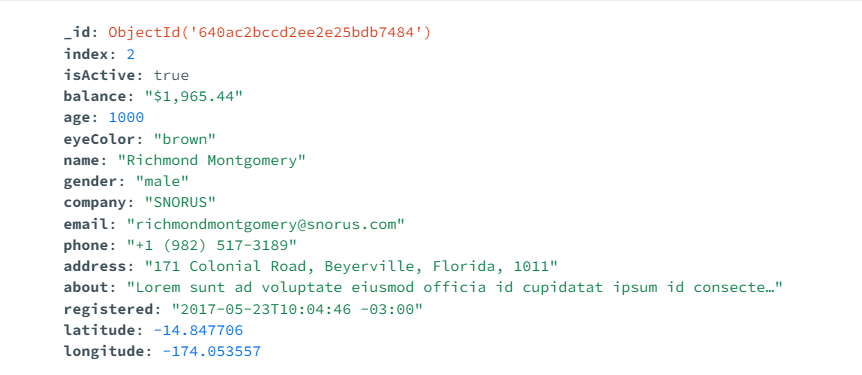 _id: ObjectId('640ac2bccd2ee2e25bdb7484')
index: 2
isActive: true
balance: "$1,965.44"
age: 1000
eyeColor: "brown"
name: "Richmond Montgomery"
gender: "male"
company: "SNORUS"
email: "richmondmontgomery@snorus.com"
phone: "+1 (982) 517-3189"
address: "171 Colonial Road, Beyerville, Florida, 1011"
about: "Lorem sunt ad voluptate eiusmod officia id cupidatat ipsum id consecte…"
registered: "2017-05-23T10:04:46 -03:00"
latitude: -14.847706
longitude: -174.053557